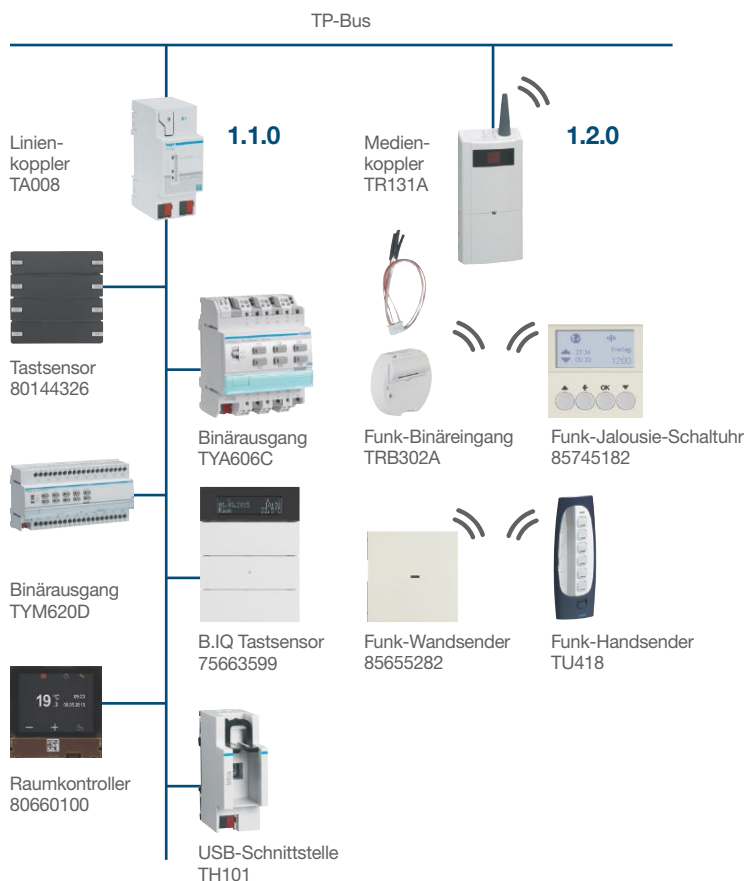 TP-Bus
Linien-
koppler
TA008
1.1.0
Medien-
koppler
TR131A
1.2.0
Tastsensor
80144326
Binärausgang
TYA606C
Funk-Binäreingang
TRB302A
Freitag
Funk-Jalousie-Schaltuhr
85745182
OK
Binärausgang
TYM620D
B.IQ Tastsensor
75663599
Funk-Wandsender
85655282
Funk-Handsender
TU418
19
°C
Raumkontroller
80660100
USB-Schnittstelle
TH101